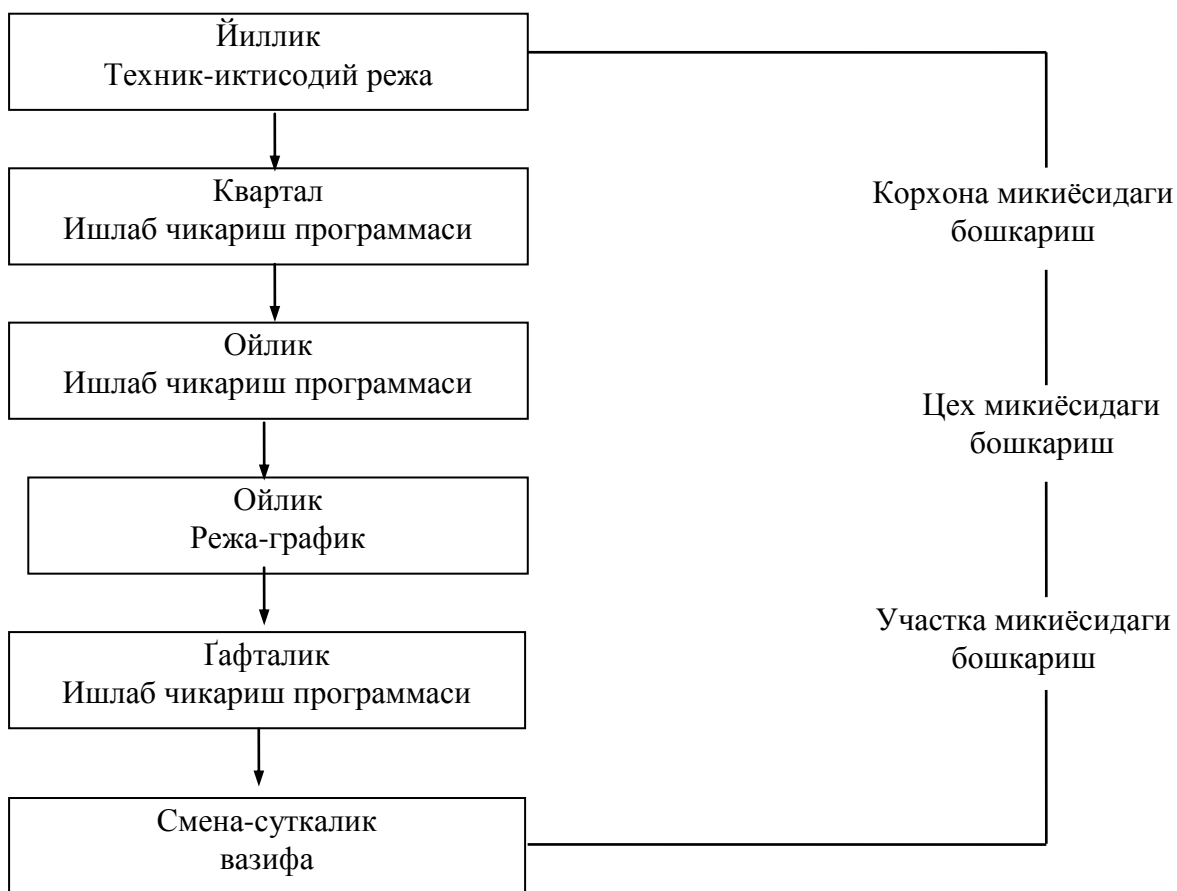 Йиллик
Техник-иктисодий режа
Квартал
Ишлаб чикариш программаси
Ойлик
Ишлаб чикариш программаси
Ойлик
Режа-график
Ґафталик
Ишлаб чикариш программаси
Смена-суткалик
вазифа
Корхона микиёсидаги
бошкариш
Цех микиёсидаги
бошкариш
Участка микиёсидаги
бошкариш